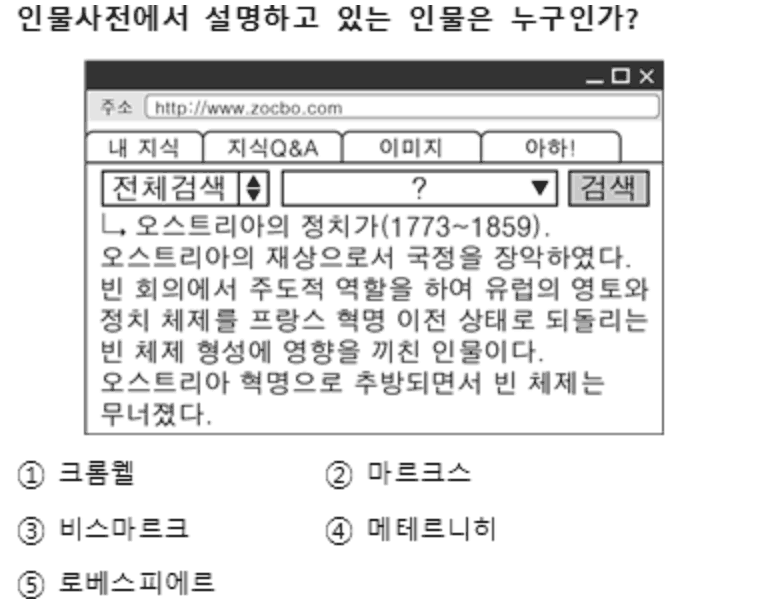 인물사전에서 설명하고 있는 인물은 누구인가?
주소 http://www.zocbo.com
내 지식 지식Q&A 이미지 아하!
전체검색 ? ▼ 검색
↳ 오스트리아의 정치가(1773~1859).
오스트리아의 재상으로서 국정을 장악하였다.
빈 회의에서 주도적 역할을 하여 유럽의 영토와
정치 체제를 프랑스 혁명 이전 상태로 되돌리는
빈 체제 형성에 영향을 끼친 인물이다.
오스트리아 혁명으로 추방되면서 빈 체제는
무너졌다.
① 크롬웰 ② 마르크스
③ 비스마르크 ④ 메테르니히
⑤ 로베스피에르